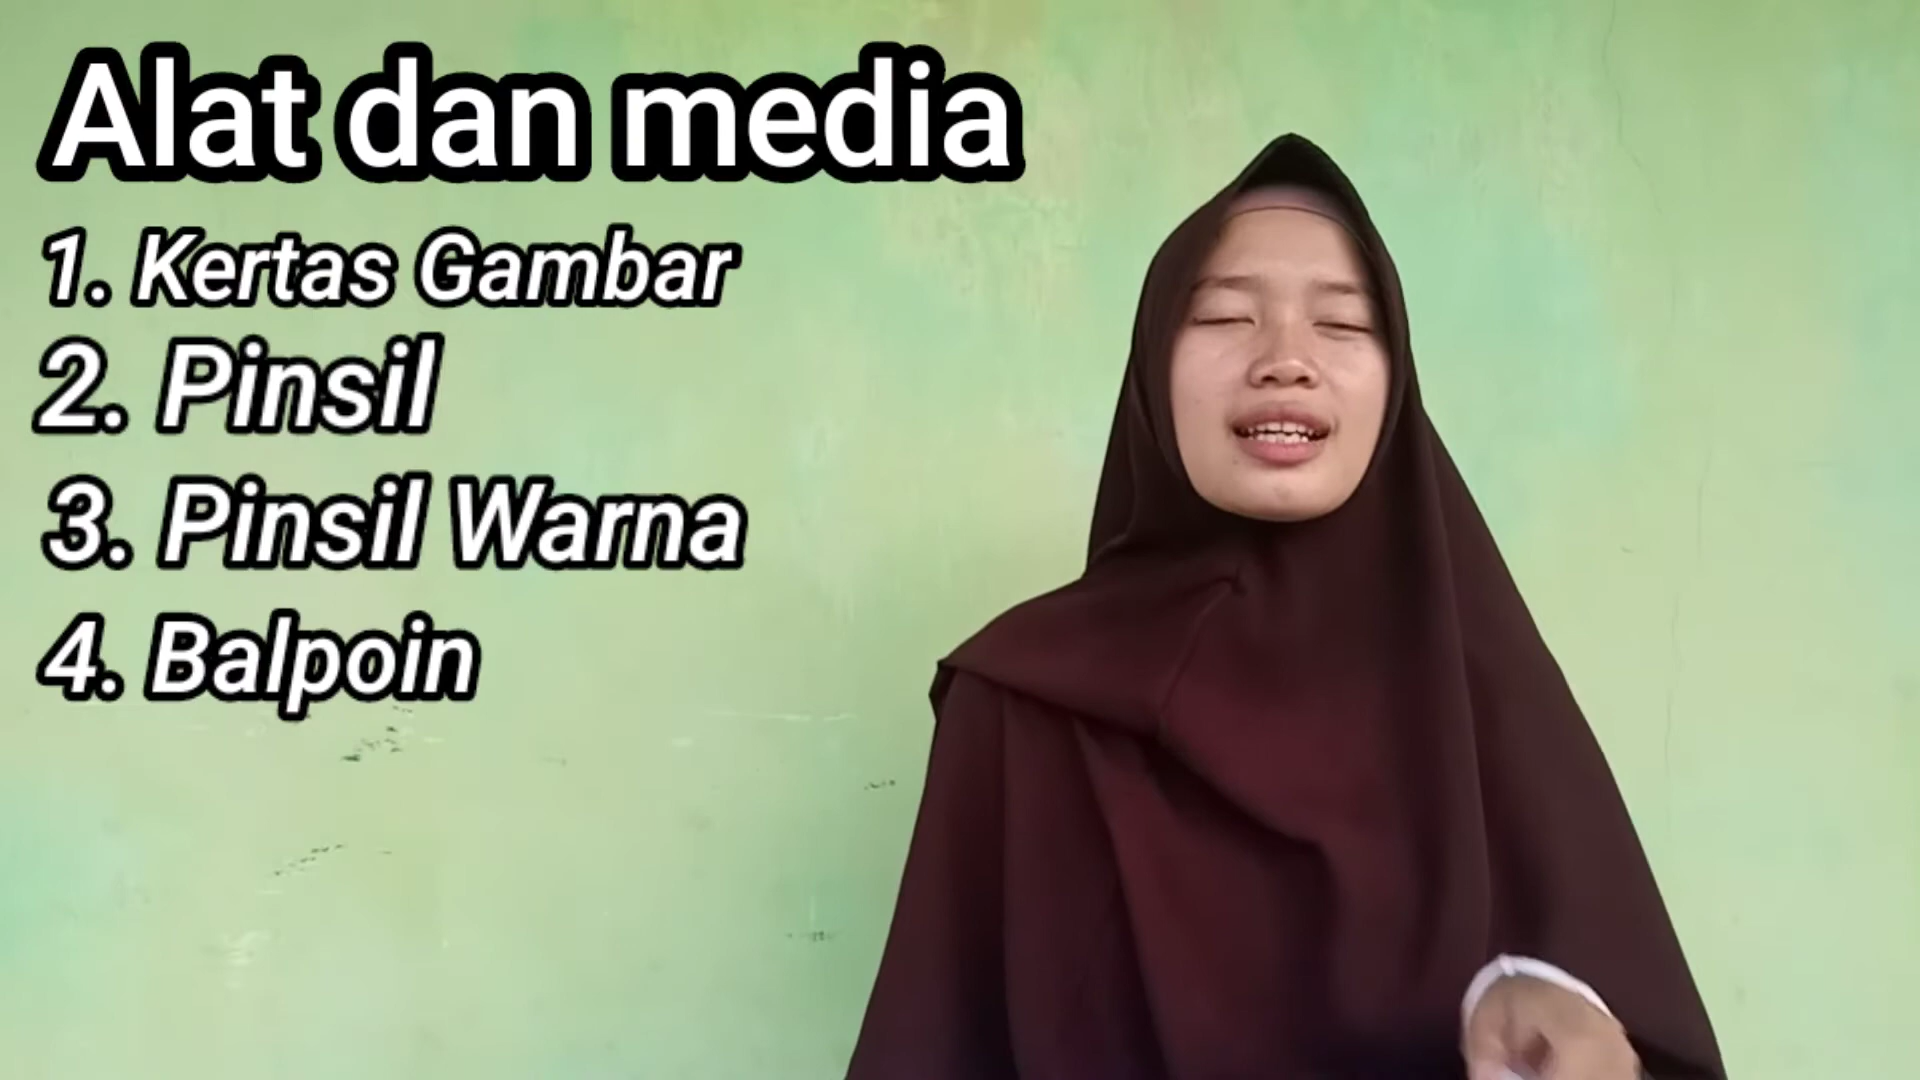 Alat dan media
1. Kertas Gambar
2. Pinsil
3. Pinsil Warna
4. Balpoin